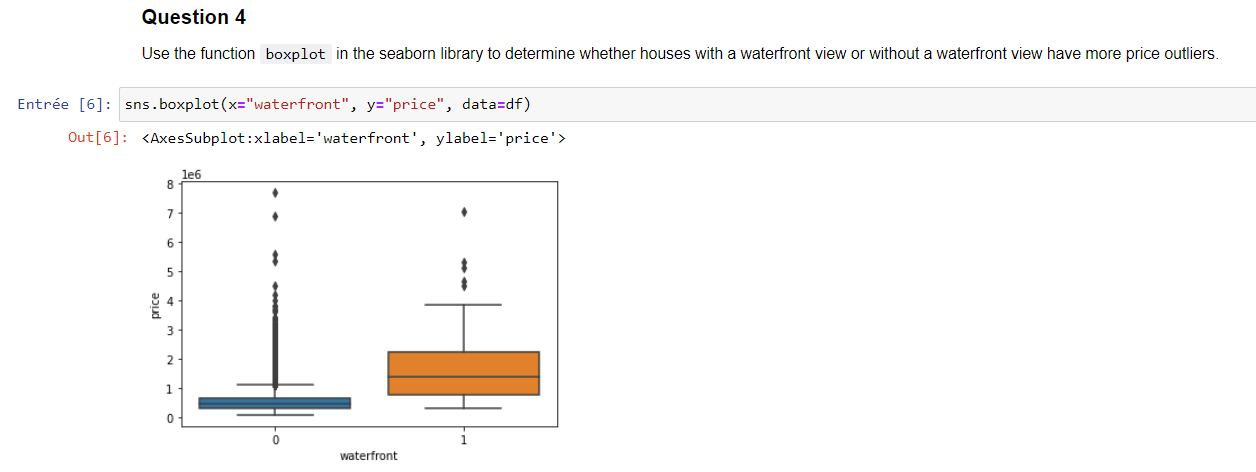 Question 4
Use the function boxplot in the seaborn library to determine whether houses with a waterfront view or without a waterfront view have more price outliers.
Entrée [6]: sns.boxplot(x="waterfront", y="price", data=df)
Out[6]: <AxesSubplot:xlabel='waterfront', ylabel='price'>
1e6
8
7
6
5
4
3
2
1
0
price
0 1
waterfront